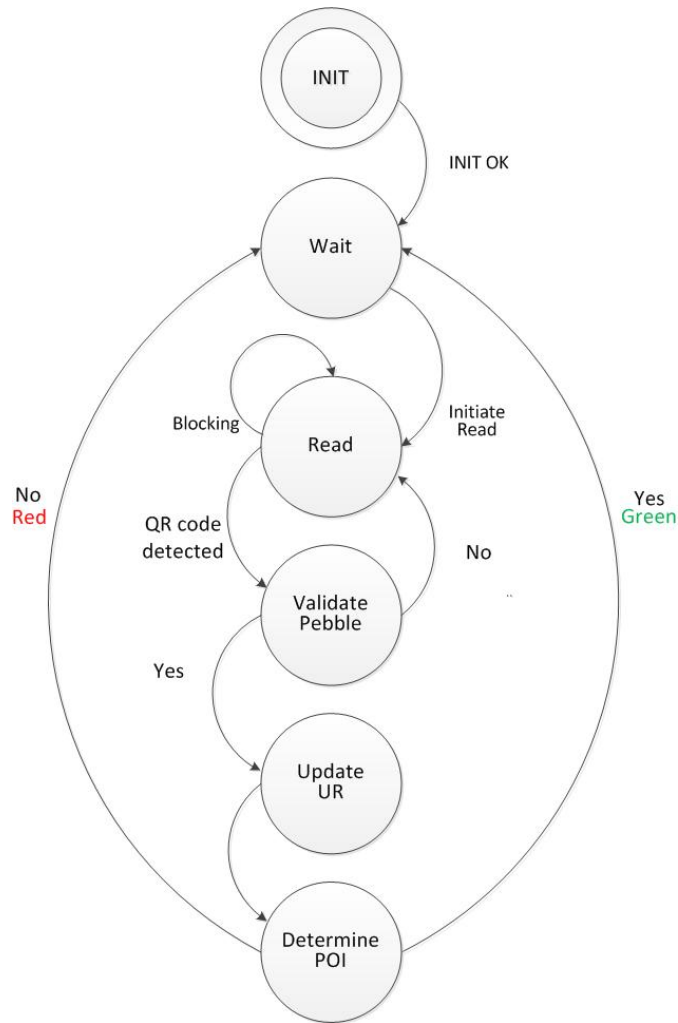 INIT
INIT OK
Wait
Blocking
Read
Initiate
Read
No
Red
QR code
detected
Yes
Green
No
..
Validate
Pebble
Yes
Update
UR
Determine
POI